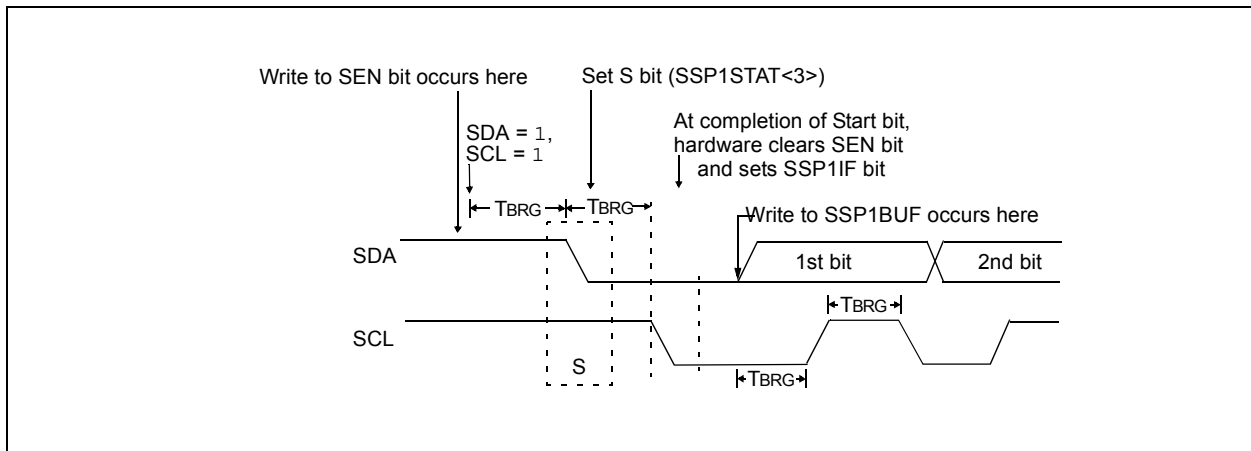 Write to SEN bit occurs here
Set S bit (SSP1STAT<3>)
SDA = 1,
SCL = 1
At completion of Start bit,
hardware clears SEN bit
and sets SSP1IF bit
TBRG
TBRG
Write to SSP1BUF occurs here
SDA
1st bit
2nd bit
TBRG
SCL
S
TBRG